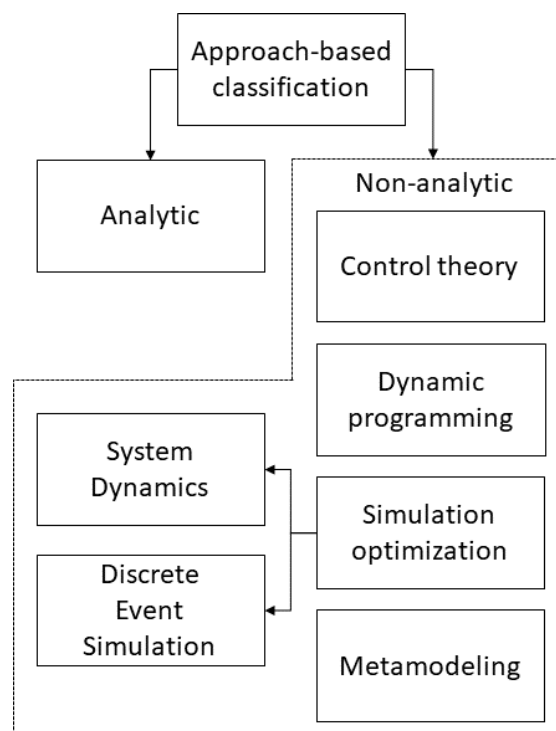 Approach-based
classification
Analytic
Non-analytic
Control theory
Dynamic
programming
System
Dynamics
Simulation
optimization
Discrete
Event
Simulation
Metamodeling